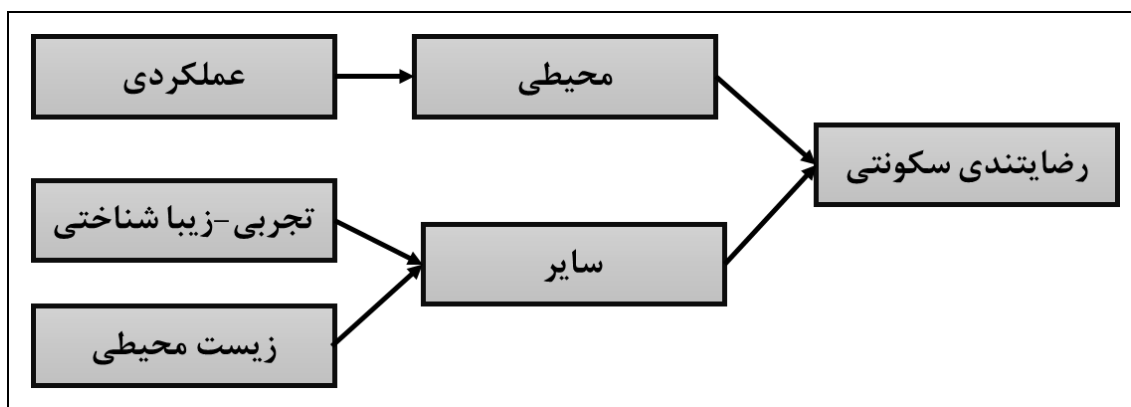 عملکردی
محیطی
رضایتندی سکونتی
تجربی-زیبا شناختی
سایر
زیست محیطی